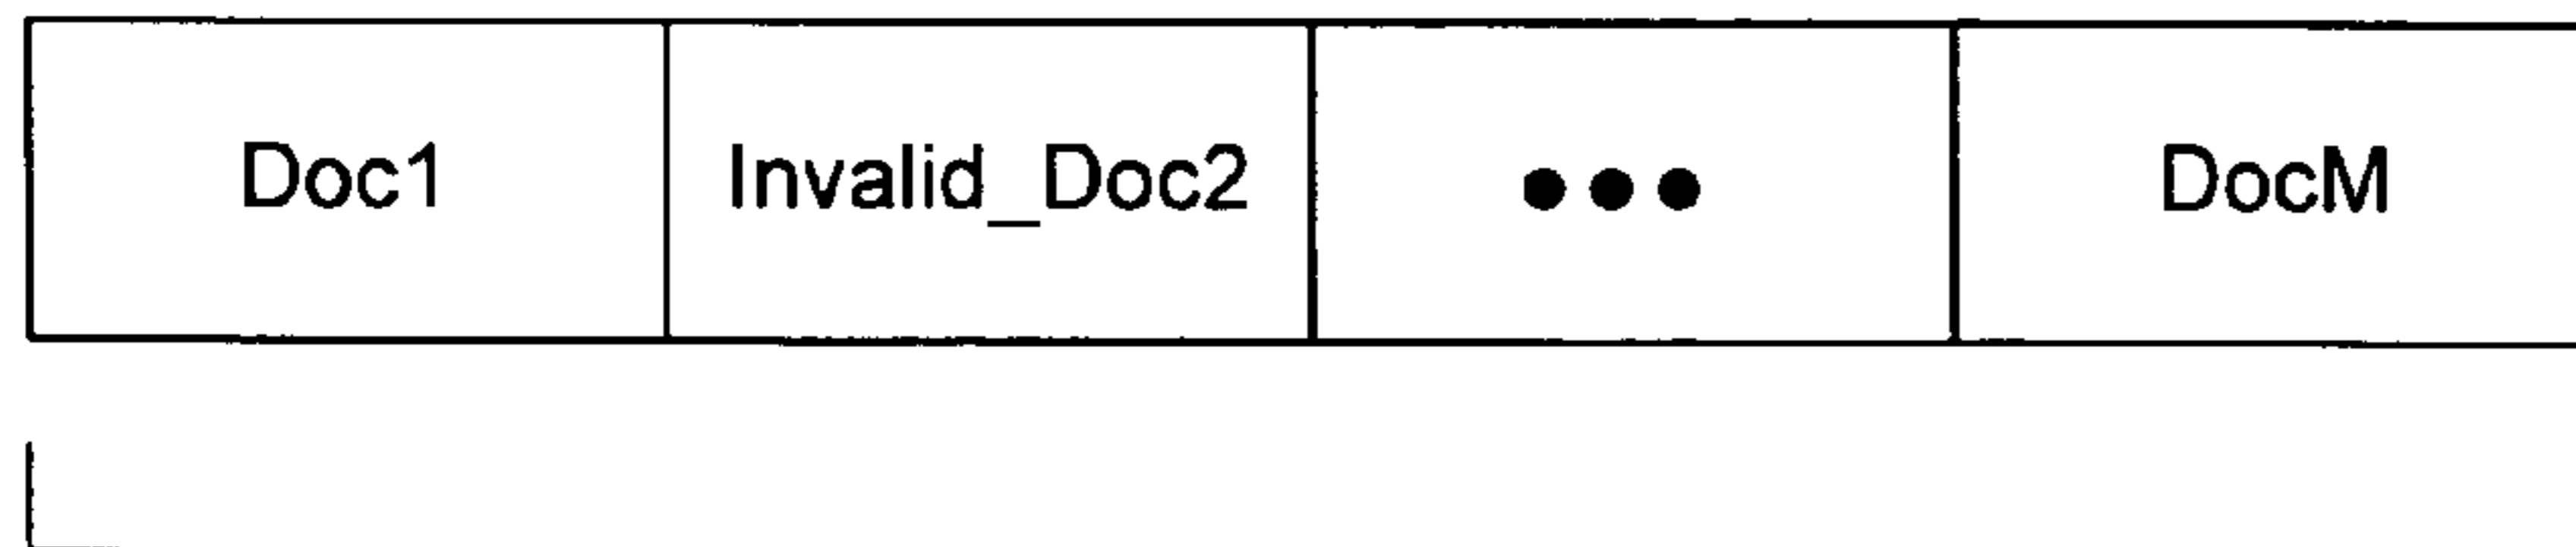 Doc1 Invalid_Doc2 ●●● DocM